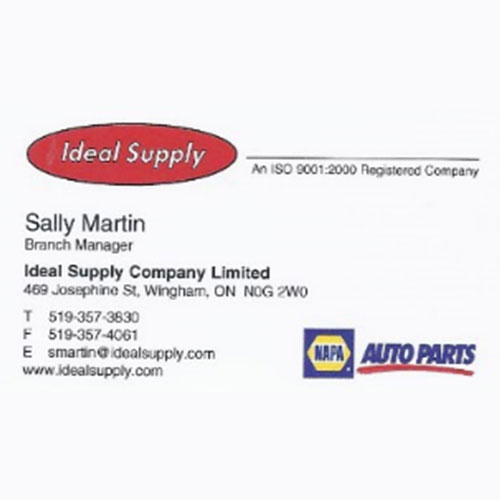 Ideal Supply
An ISO 9001:2000 Registered Company
Sally Martin
Branch Manager
Ideal Supply Company Limited
469 Josephine St, Wingham, ON N0G 2W0
T 519-357-3830
F 519-357-4061
E smartin@idealsupply.com
www.idealsupply.com
NAPA AUTO PARTS